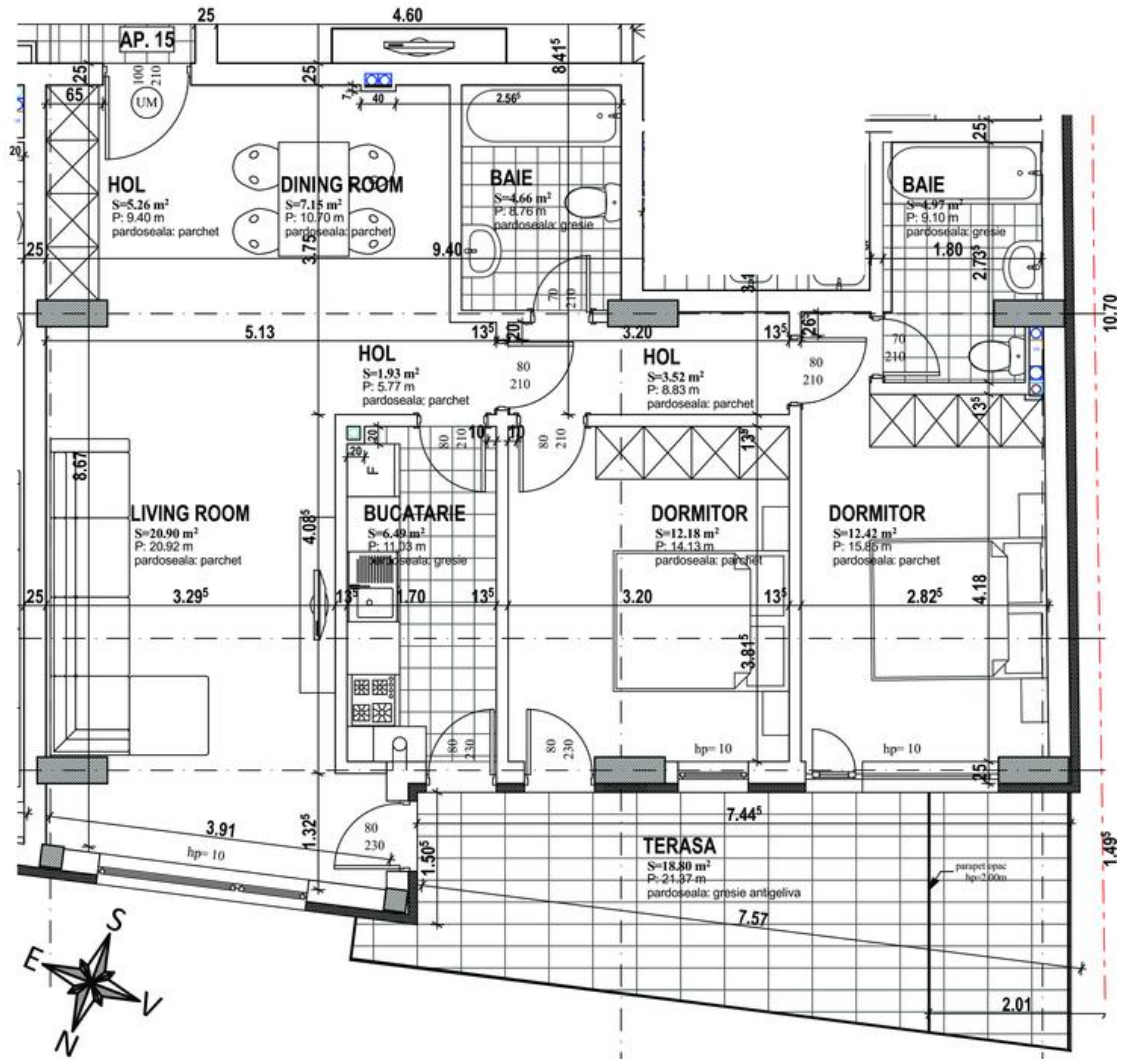 25
4.60
AP. 15
8.41⁵
100
210
UM
25
25
65
7
40
2.56⁵
25
20
HOL
S=5.26 m²
P: 9.40 m
pardoseala: parchet
DINING ROOM
S=7.15 m²
P: 10.70 m
pardoseala: parchet
3.75
BAIE
S=4.66 m²
P: 8.76 m
pardoseala: gresie
BAIE
S=4.97 m²
P: 9.10 m
pardoseala: gresie
25
9.40
1.80
2.73⁵
70
210
10.70
5.13
13⁵
20
3.20
13⁵
26⁵
70
210
HOL
S=1.93 m²
P: 5.77 m
pardoseala: parchet
80
210
HOL
S=3.52 m²
P: 8.83 m
pardoseala: parchet
80
210
13⁵
20
80
210
10
10
80
210
13⁵
8.67
20
F
LIVING ROOM
S=20.90 m²
P: 20.92 m
pardoseala: parchet
4.08⁵
BUCATARIE
S=6.49 m²
P: 11.03 m
pardoseala: gresie
DORMITOR
S=12.18 m²
P: 14.13 m
pardoseala: parchet
DORMITOR
S=12.42 m²
P: 15.85 m
pardoseala: parchet
25
3.29⁵
13⁵
1.70
13⁵
3.20
13⁵
2.82⁵
4.18
3.81⁵
80
230
80
230
hp= 10
hp= 10
25
3.91
hp= 10
1.32⁵
80
230
1.50⁵
7.44⁵
1.49⁵
TERASA
S=18.80 m²
P: 21.37 m
pardoseala: gresie antigeliva
parapet opac
hp=2.00m
7.57
2.01
S
E
V
N